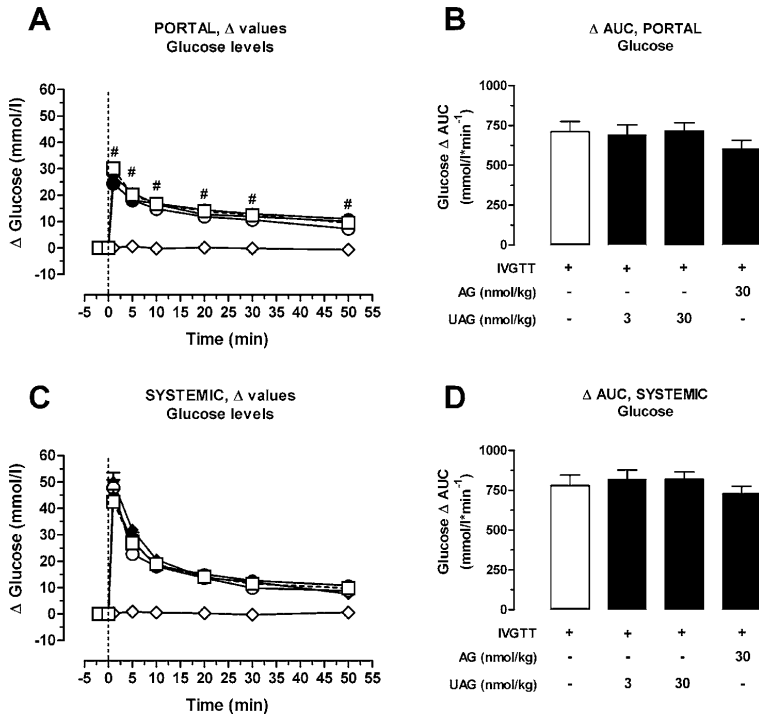 A
PORTAL, Δ values
Glucose levels
Δ Glucose (mmol/l)
60
50
40
30
20
10
0
-10
# # # # # #
-5 0 5 10 15 20 25 30 35 40 45 50 55
Time (min)
B
Δ AUC, PORTAL
Glucose
Glucose Δ AUC
(mmol/l*min⁻¹)
1000
750
500
250
0
IVGTT + + + +
AG (nmol/kg) - - - 30
UAG (nmol/kg) - 3 30 -
C
SYSTEMIC, Δ values
Glucose levels
Δ Glucose (mmol/l)
60
50
40
30
20
10
0
-10
-5 0 5 10 15 20 25 30 35 40 45 50 55
Time (min)
D
Δ AUC, SYSTEMIC
Glucose
Glucose Δ AUC
(mmol/l*min⁻¹)
1000
750
500
250
0
IVGTT + + + +
AG (nmol/kg) - - - 30
UAG (nmol/kg) - 3 30 -